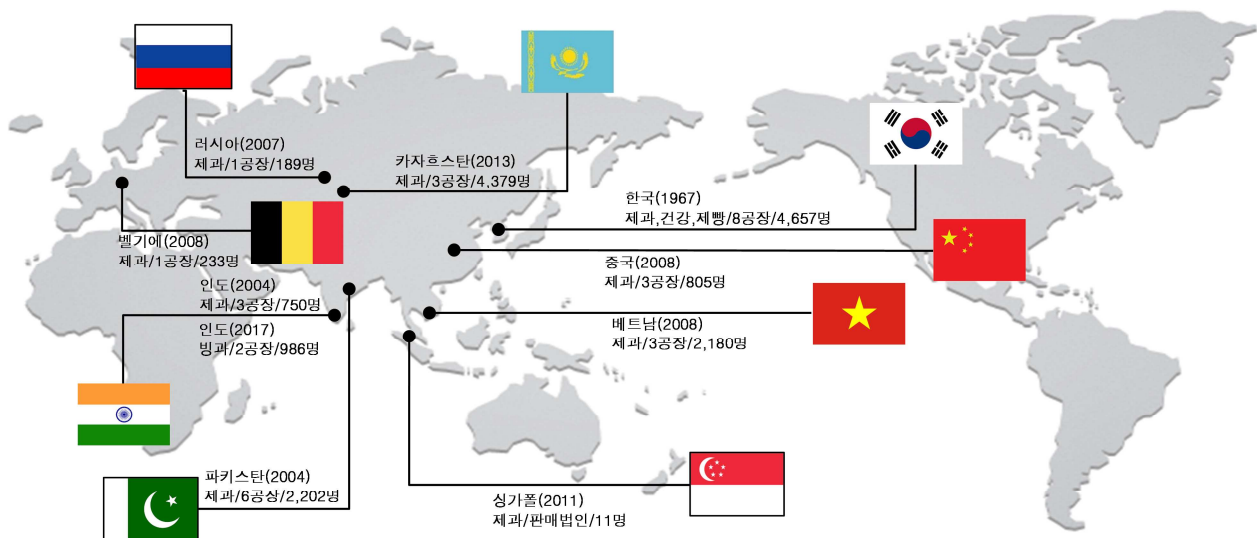 러시아(2007)
제과/1공장/189명
카자흐스탄(2013)
제과/3공장/4,379명
한국(1967)
제과,건강,제빵/8공장/4,657명
벨기에(2008)
제과/1공장/233명
중국(2008)
제과/3공장/805명
인도(2004)
제과/3공장/750명
인도(2017)
빙과/2공장/986명
베트남(2008)
제과/3공장/2,180명
파키스탄(2004)
제과/6공상/2,202명
싱가폴(2011)
제과/판매법인/11명